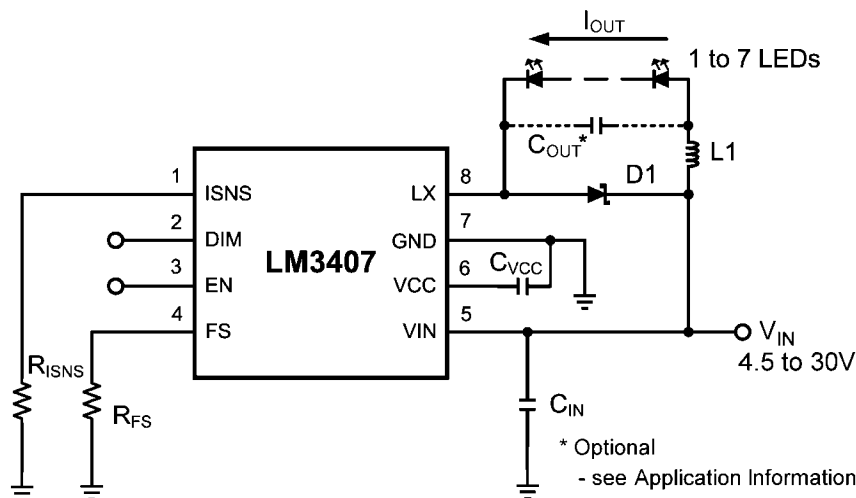 IOUT
1 to 7 LEDs
COUT*
L1
D1
1 ISNS LX 8
2 DIM GND 7
LM3407
CVCC
3 EN VCC 6
4 FS VIN 5
VIN
4.5 to 30V
RISNS
RFS
CIN
* Optional
- see Application Information